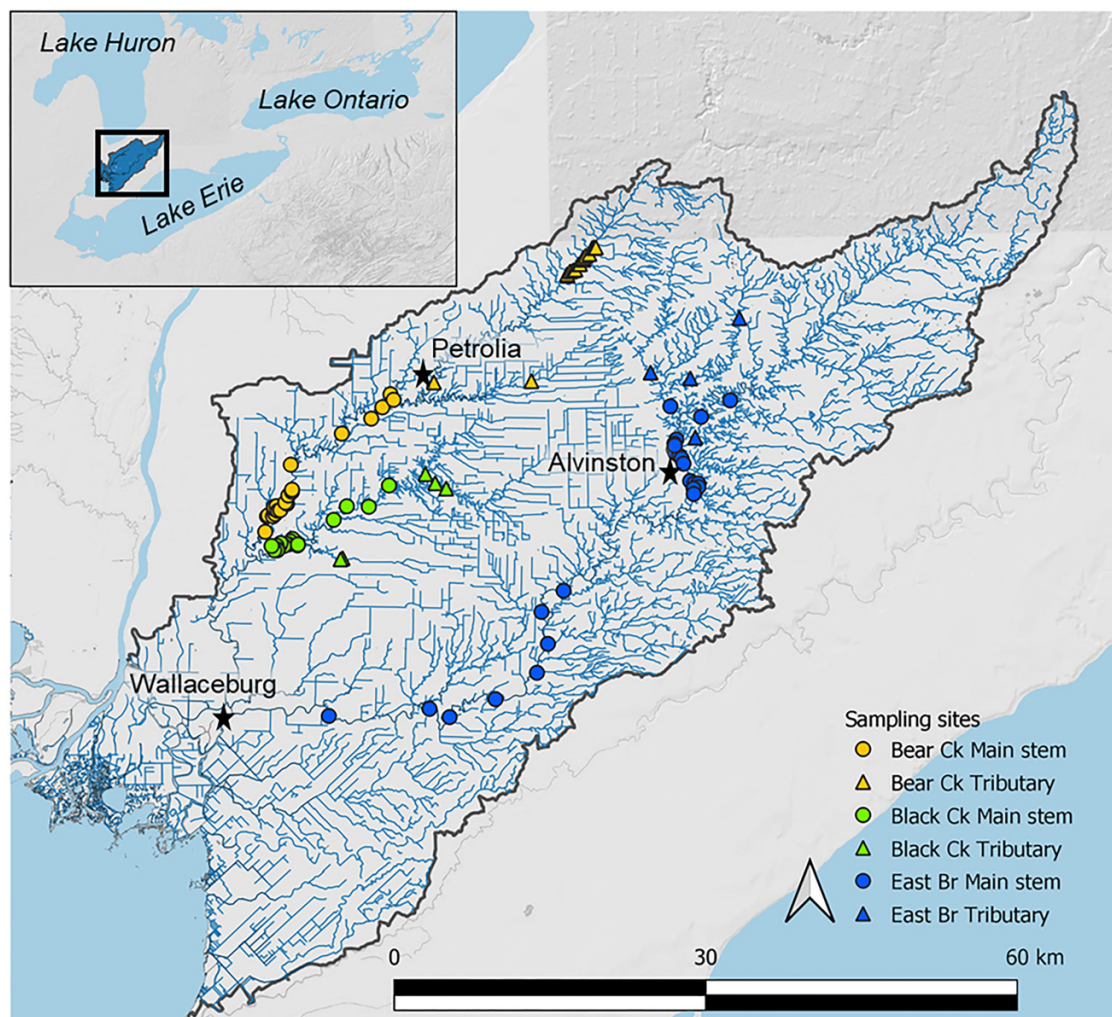 Lake Huron
Lake Ontario
Lake Erie
Petrolia
Alvinston
Wallaceburg
Sampling sites
Bear Ck Main stem
Bear Ck Tributary
Black Ck Main stem
Black Ck Tributary
East Br Main stem
East Br Tributary
0 30 60 km